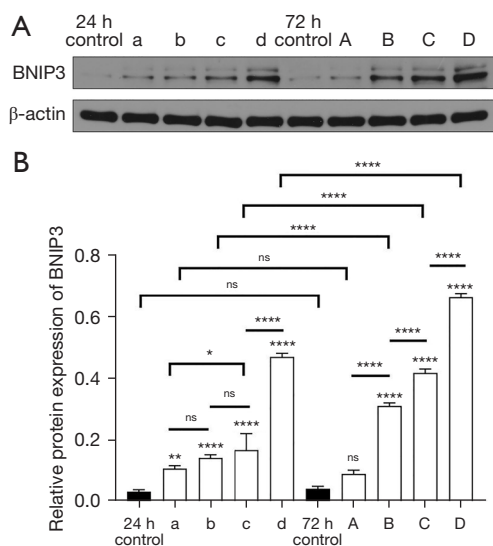 A
24 h control a b c d 72 h control A B C D
BNIP3
β-actin
B
****
****
****
ns
ns
****
****
*
****
****
****
****
ns
ns
****
****
****
**
ns
****
****
Relative protein expression of BNIP3
0.8
0.6
0.4
0.2
0.0
24 h control a b c d 72 h control A B C D